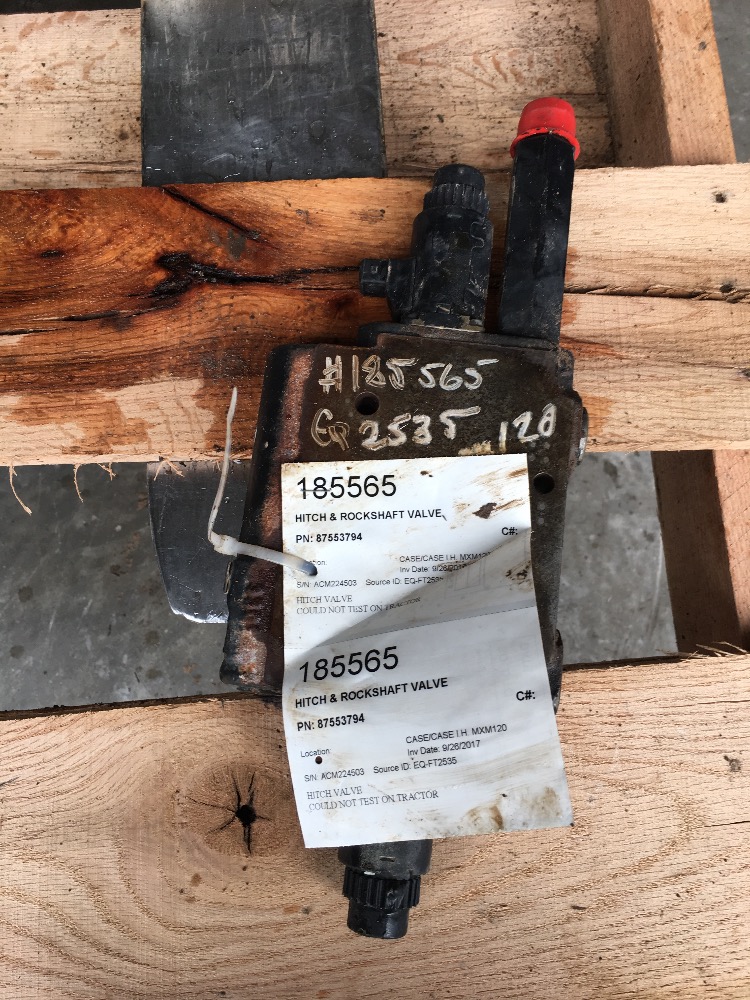 #185565
EQ 2535 120
185565
HITCH & ROCKSHAFT VALVE
PN: 87553794
C#:
CASE/CASE I.H. MXM120
Inv Date: 9/26/2017
S/N: ACM224503 Source ID: EQ-FT2535
HITCH VALVE
COULD NOT TEST ON TRACTOR
185565
HITCH & ROCKSHAFT VALVE
C#:
PN: 87553794
CASE/CASE I.H. MXM120
Location:
Inv Date: 9/26/2017
S/N: ACM224503 Source ID: EQ-FT2535
HITCH VALVE
COULD NOT TEST ON TRACTOR